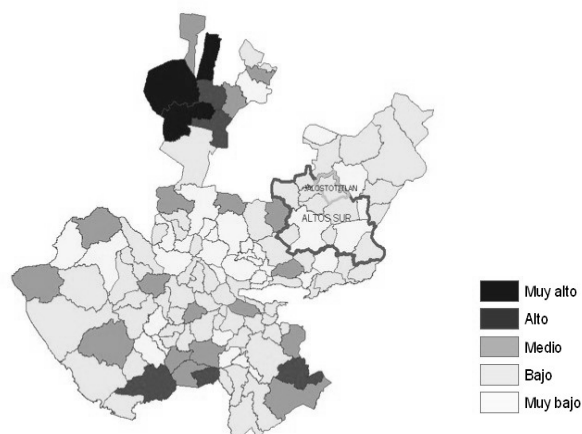 JALOSTOTITLAN
ALTOS SUR
Muy alto
Alto
Medio
Bajo
Muy bajo